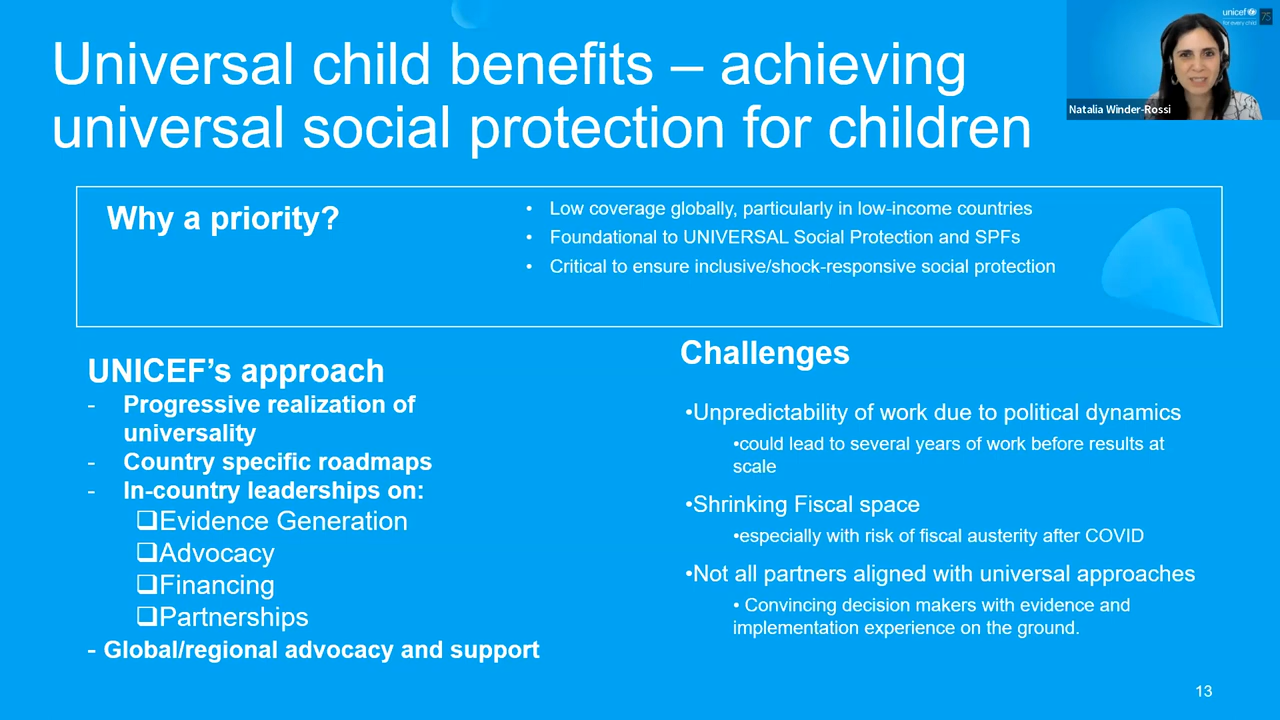 Universal child benefits – achieving
universal social protection for children
unicef
for every child
75
Natalia Winder-Rossi
Why a priority?
• Low coverage globally, particularly in low-income countries
• Foundational to UNIVERSAL Social Protection and SPFs
• Critical to ensure inclusive/shock-responsive social protection
UNICEF’s approach
- Progressive realization of
universality
- Country specific roadmaps
- In-country leaderships on:
❑Evidence Generation
❑Advocacy
❑Financing
❑Partnerships
- Global/regional advocacy and support
Challenges
•Unpredictability of work due to political dynamics
•could lead to several years of work before results at
scale
•Shrinking Fiscal space
•especially with risk of fiscal austerity after COVID
•Not all partners aligned with universal approaches
• Convincing decision makers with evidence and
implementation experience on the ground.
13